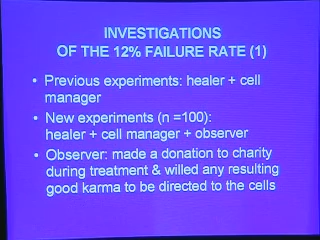 INVESTIGATIONS
OF THE 12% FAILURE RATE (1)
• Previous experiments: healer + cell
manager
• New experiments (n =100):
healer + cell manager + observer
• Observer: made a donation to charity
during treatment & willed any resulting
good karma to be directed to the cells